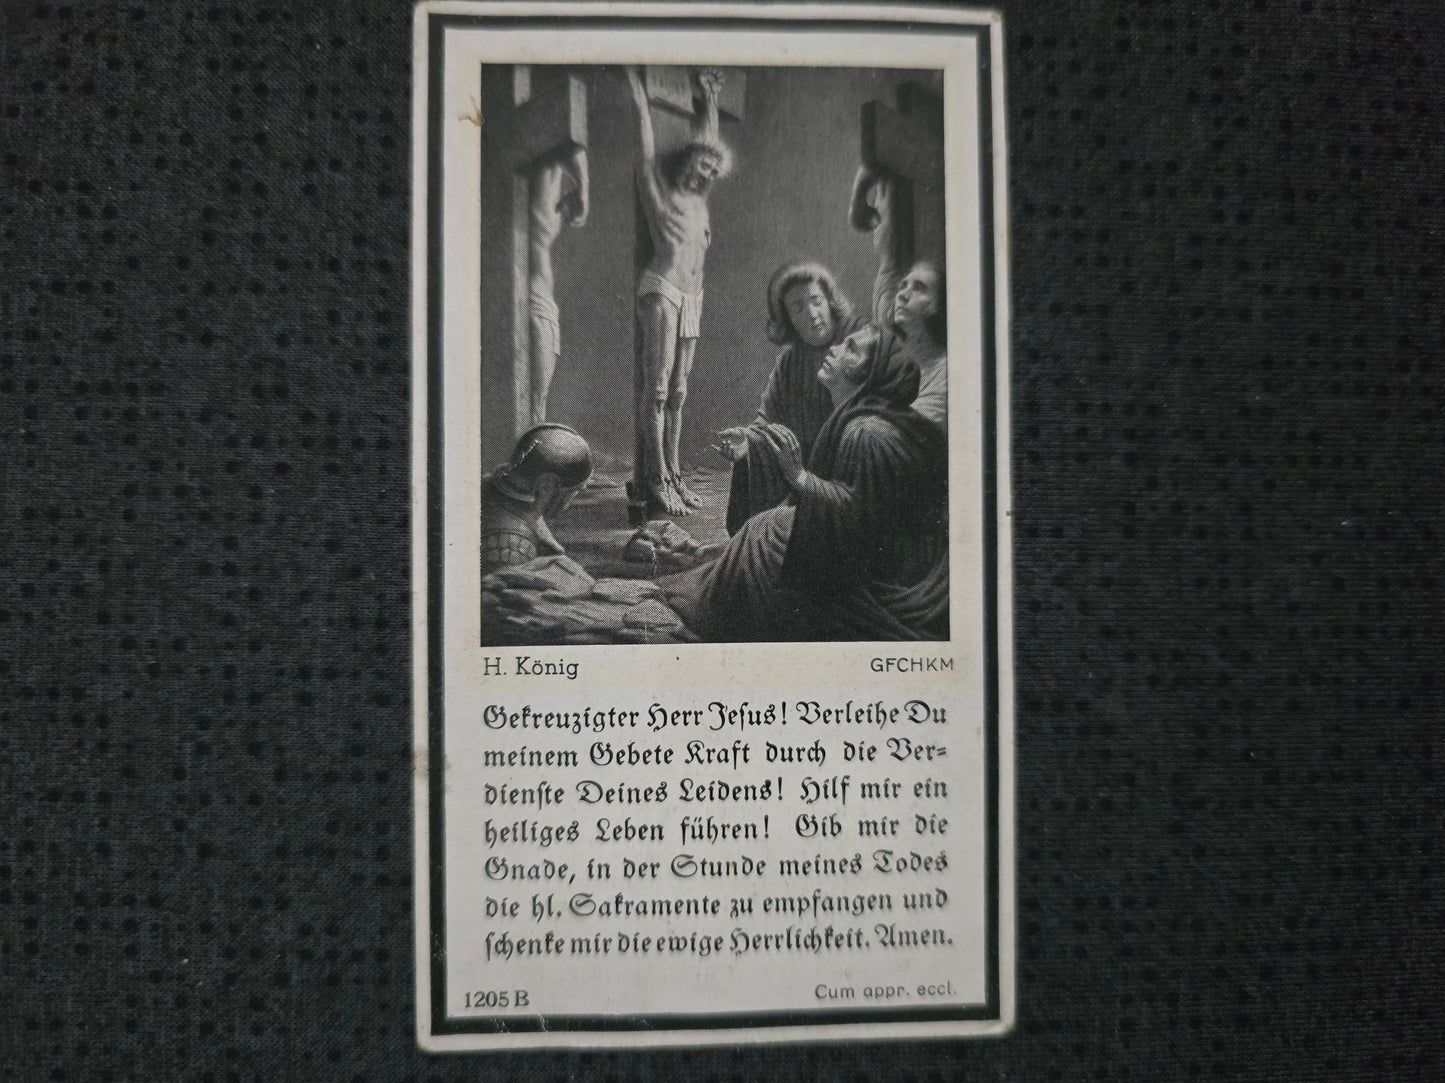 H. König
GFCHKM
Gekreuzigter Herr Jeſus! Verleihe Du
meinem Gebete Kraft durch die Ver⸗
dienſte Deines Leidens! Hilf mir ein
heiliges Leben führen! Gib mir die
Gnade, in der Stunde meines Todes
die hl. Sakramente zu empfangen und
ſchenke mir die ewige Herrlichkeit. Amen.
1205 B
Cum appr. eccl.